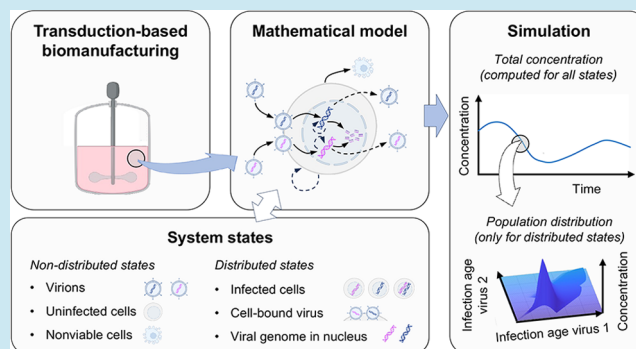 Transduction-based
biomanufacturing
Mathematical model
Simulation
Total concentration
(computed for all states)
Concentration
Time
Population distribution
(only for distributed states)
Infection age
virus 2
Concentration
Infection age virus 1
System states
Non-distributed states
• Virions
• Uninfected cells
• Nonviable cells
Distributed states
• Infected cells
• Cell-bound virus
• Viral genome in nucleus